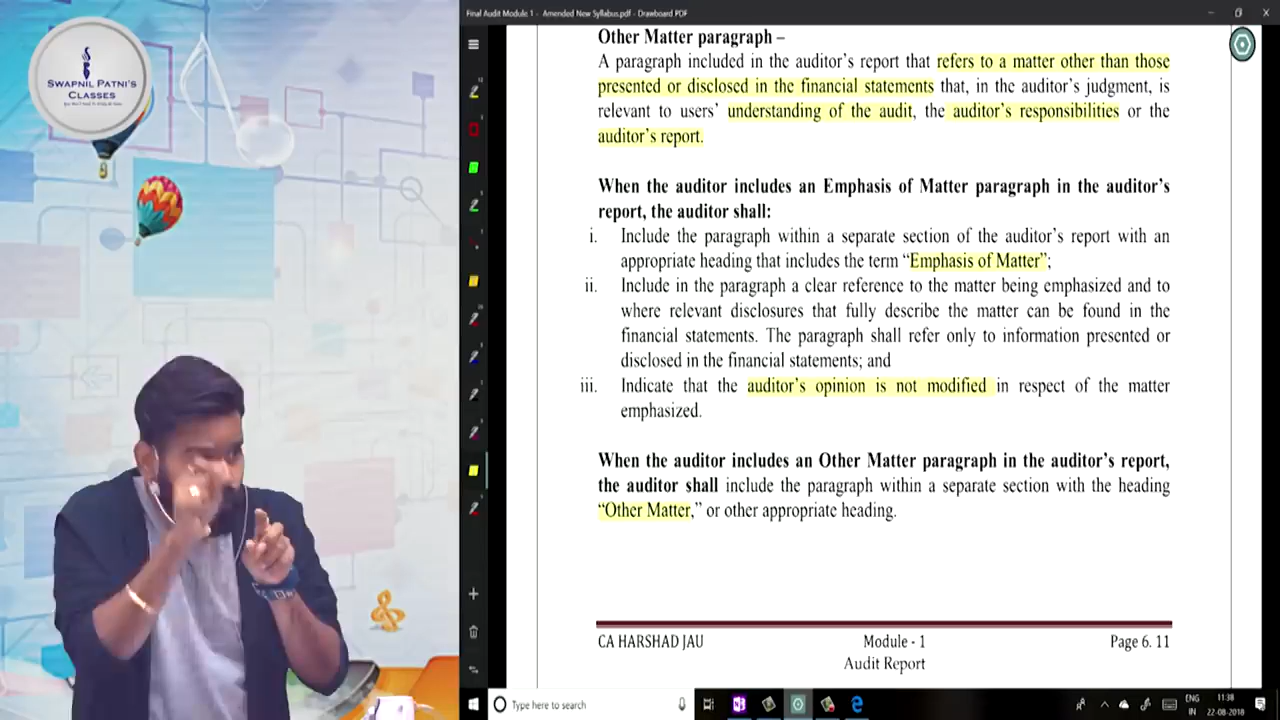 Final Audit Module 1 - Amended New Syllabus.pdf - Drawboard PDF
SWAPNIL PATNI'S
CLASSES
Other Matter paragraph –
A paragraph included in the auditor's report that refers to a matter other than those
presented or disclosed in the financial statements that, in the auditor's judgment, is
relevant to users' understanding of the audit, the auditor's responsibilities or the
auditor's report.
When the auditor includes an Emphasis of Matter paragraph in the auditor's
report, the auditor shall:
i. Include the paragraph within a separate section of the auditor's report with an
appropriate heading that includes the term “Emphasis of Matter”;
ii. Include in the paragraph a clear reference to the matter being emphasized and to
where relevant disclosures that fully describe the matter can be found in the
financial statements. The paragraph shall refer only to information presented or
disclosed in the financial statements; and
iii. Indicate that the auditor's opinion is not modified in respect of the matter
emphasized.
When the auditor includes an Other Matter paragraph in the auditor's report,
the auditor shall include the paragraph within a separate section with the heading
“Other Matter,” or other appropriate heading.
CA HARSHAD JAU Module - 1 Page 6. 11
Audit Report
Type here to search
ENG
IN
11:38
22-08-2018